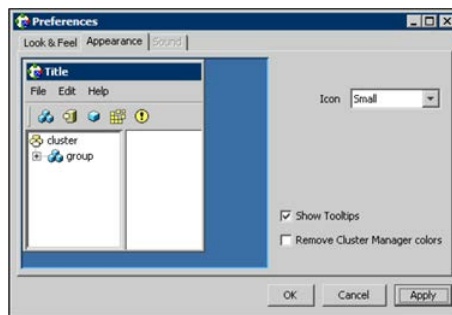 Preferences
Look & Feel Appearance Sound
Title
File Edit Help
cluster
group
Icon Small
Show Tooltips
Remove Cluster Manager colors
OK Cancel Apply